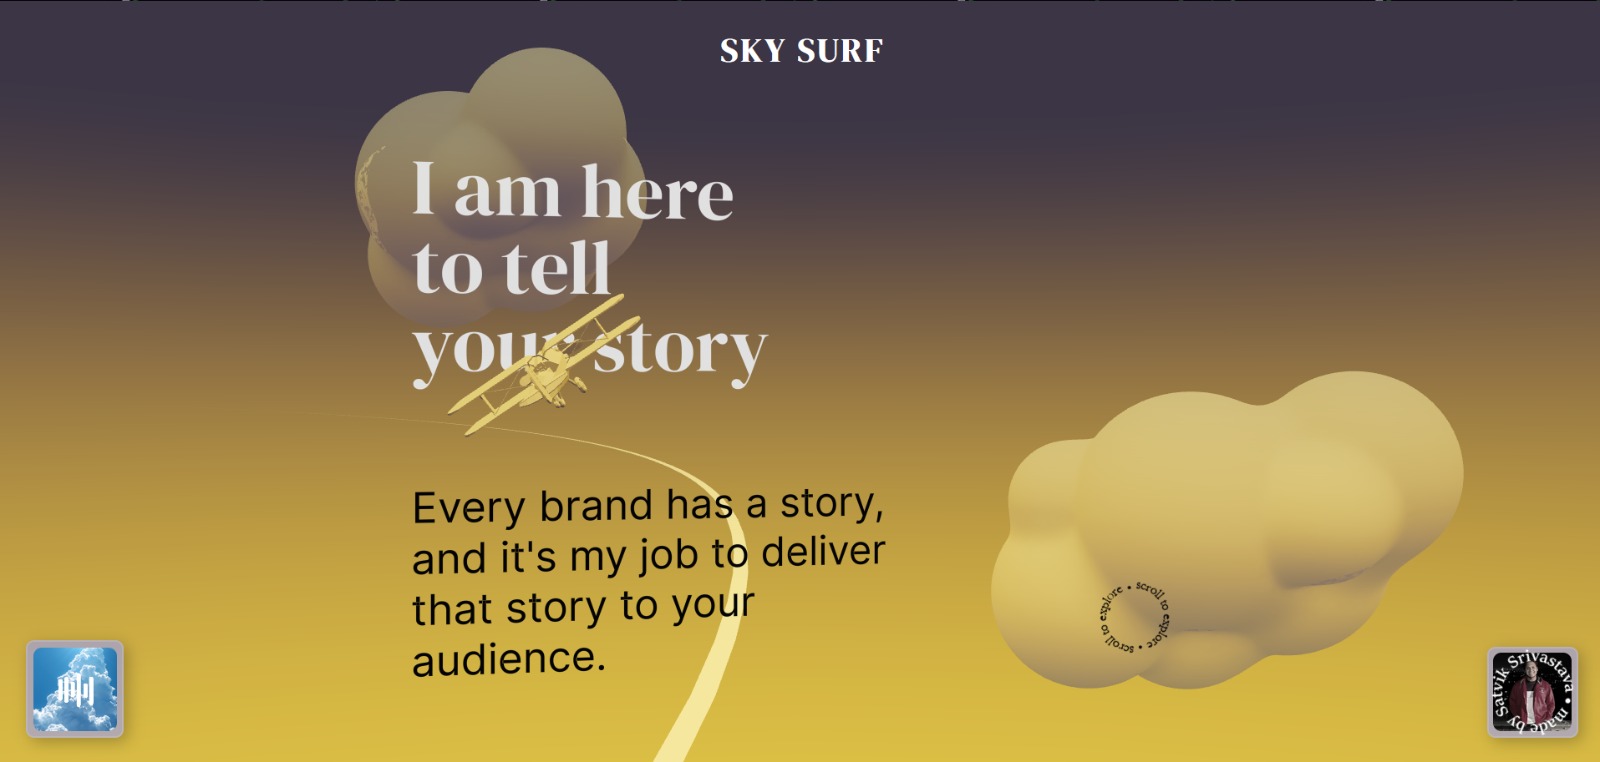 SKY SURF
I am here
to tell
your story
Every brand has a story,
and it's my job to deliver
that story to your
audience.
scroll to explore • scroll to explore •
made by Satvik Srivastava •